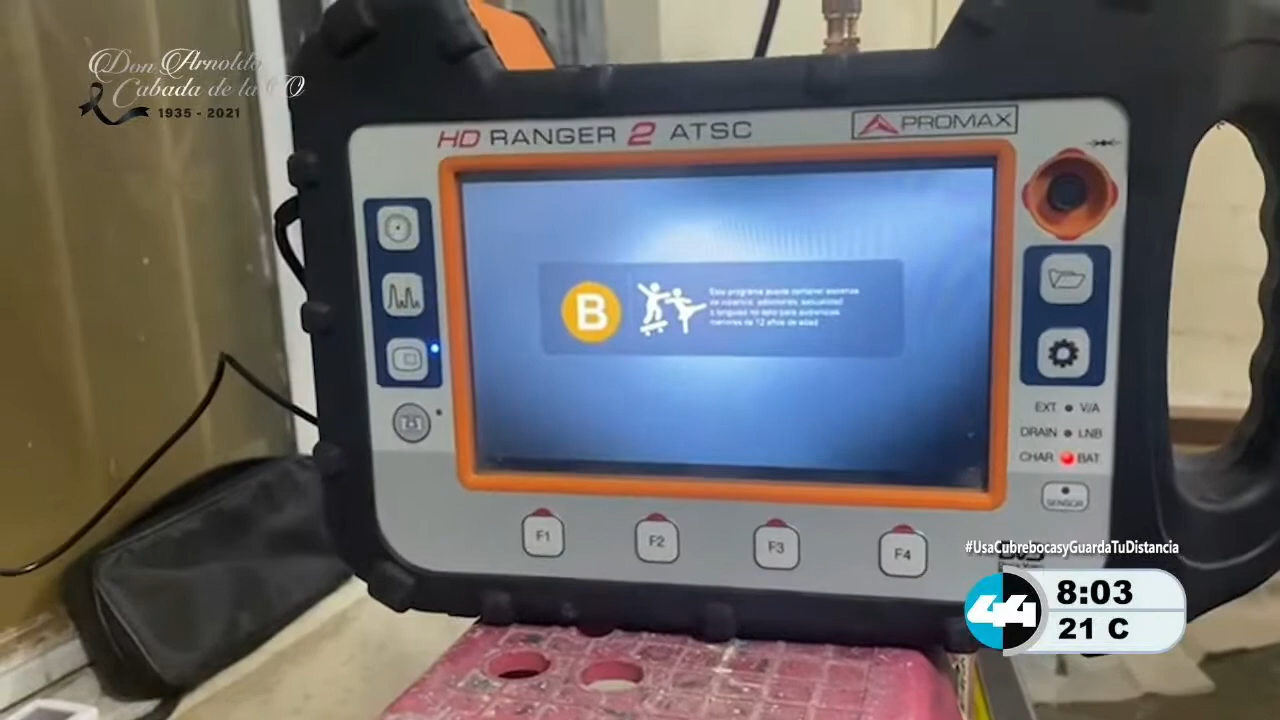 Don Arnoldo
Cabada de la O
1935 - 2021
HD RANGER 2 ATSC
PROMAX
B
Este programa puede contener escenas
de violencia, adicciones, sexualidad
o lenguaje no apto para audiencias
menores de 12 años de edad
EXT. V/A
DRAIN LNB
CHAR BAT
SENSOR
F1
F2
F3
F4
#UsaCubrebocasyGuardaTuDistancia
44
8:03
21 C